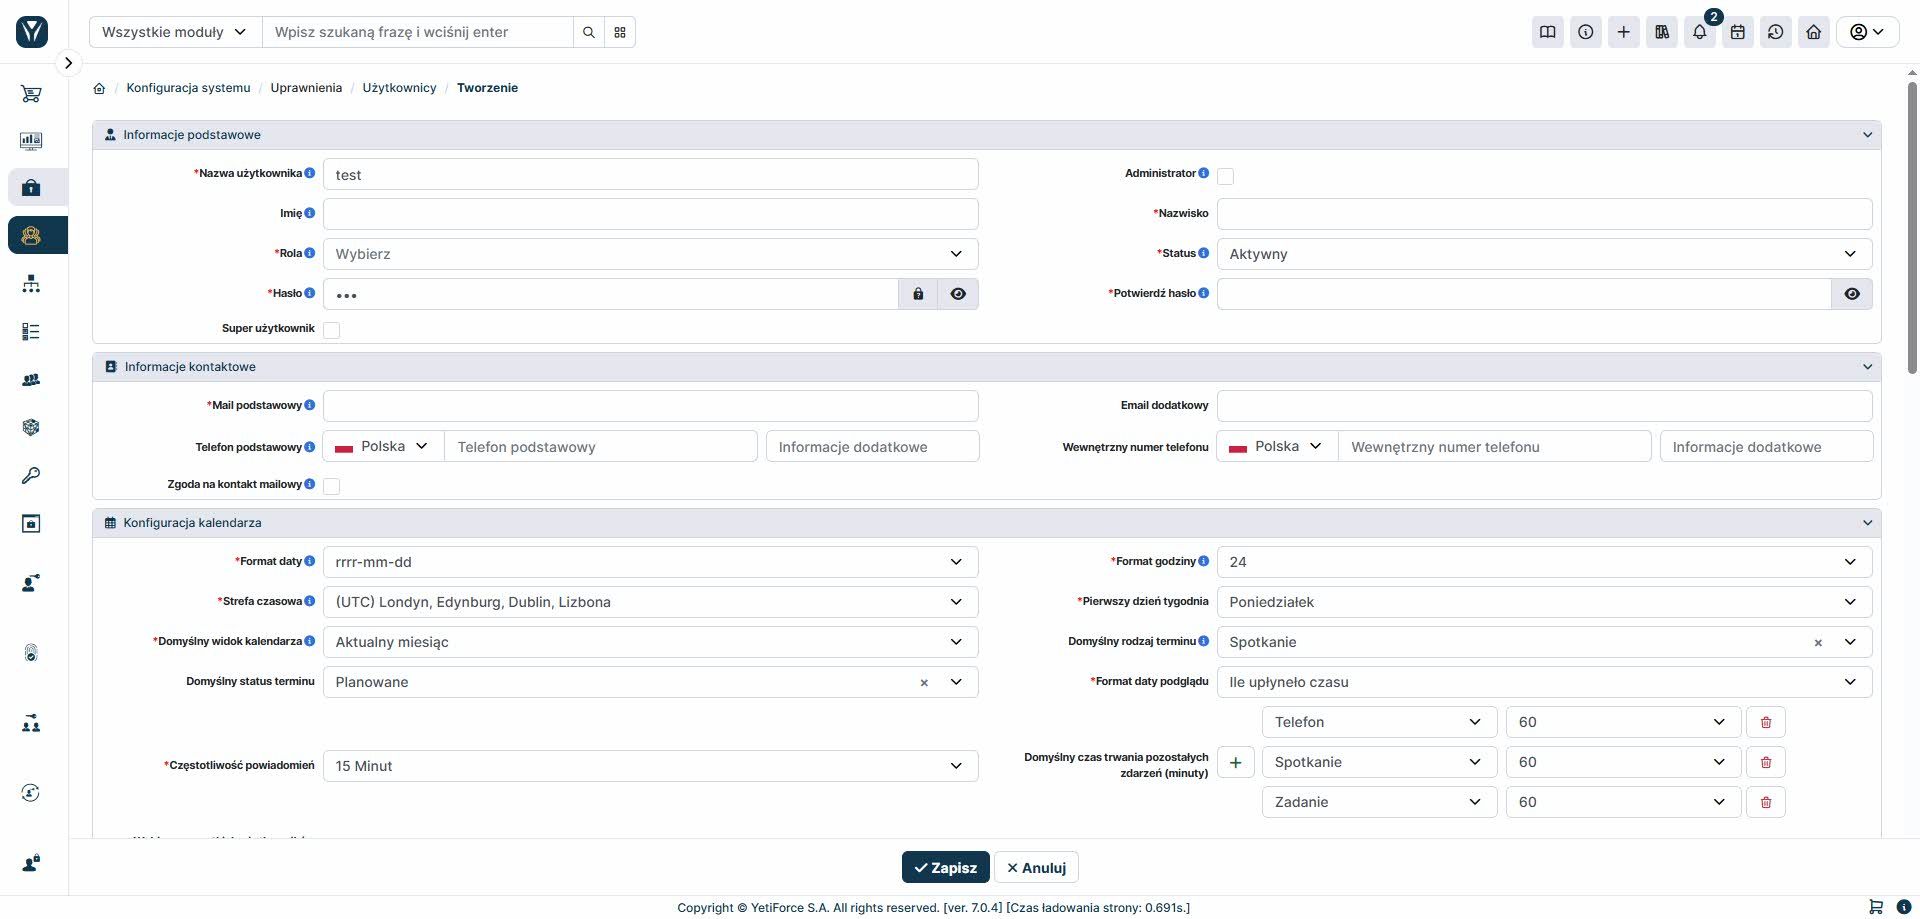 Wszystkie moduły Wpisz szukaną frazę i wciśnij enter 2
/ Konfiguracja systemu / Uprawnienia / Użytkownicy / Tworzenie
Informacje podstawowe
*Nazwa użytkownika test Administrator
Imię *Nazwisko
*Rola Wybierz *Status Aktywny
*Hasło ••• *Potwierdź hasło
Super użytkownik
Informacje kontaktowe
*Mail podstawowy Email dodatkowy
Telefon podstawowy Polska Telefon podstawowy Informacje dodatkowe Wewnętrzny numer telefonu Polska Wewnętrzny numer telefonu Informacje dodatkowe
Zgoda na kontakt mailowy
Konfiguracja kalendarza
*Format daty rrrr-mm-dd *Format godziny 24
*Strefa czasowa (UTC) Londyn, Edynburg, Dublin, Lizbona *Pierwszy dzień tygodnia Poniedziałek
*Domyślny widok kalendarza Aktualny miesiąc Domyślny rodzaj terminu Spotkanie ×
Domyślny status terminu Planowane × *Format daty podglądu Ile upłyneło czasu
Telefon 60
*Częstotliwość powiadomień 15 Minut Domyślny czas trwania pozostałych zdarzeń (minuty) + Spotkanie 60
Zadanie 60
Zapisz Anuluj
Copyright © YetiForce S.A. All rights reserved. [ver. 7.0.4] [Czas ładowania strony: 0.691s.]